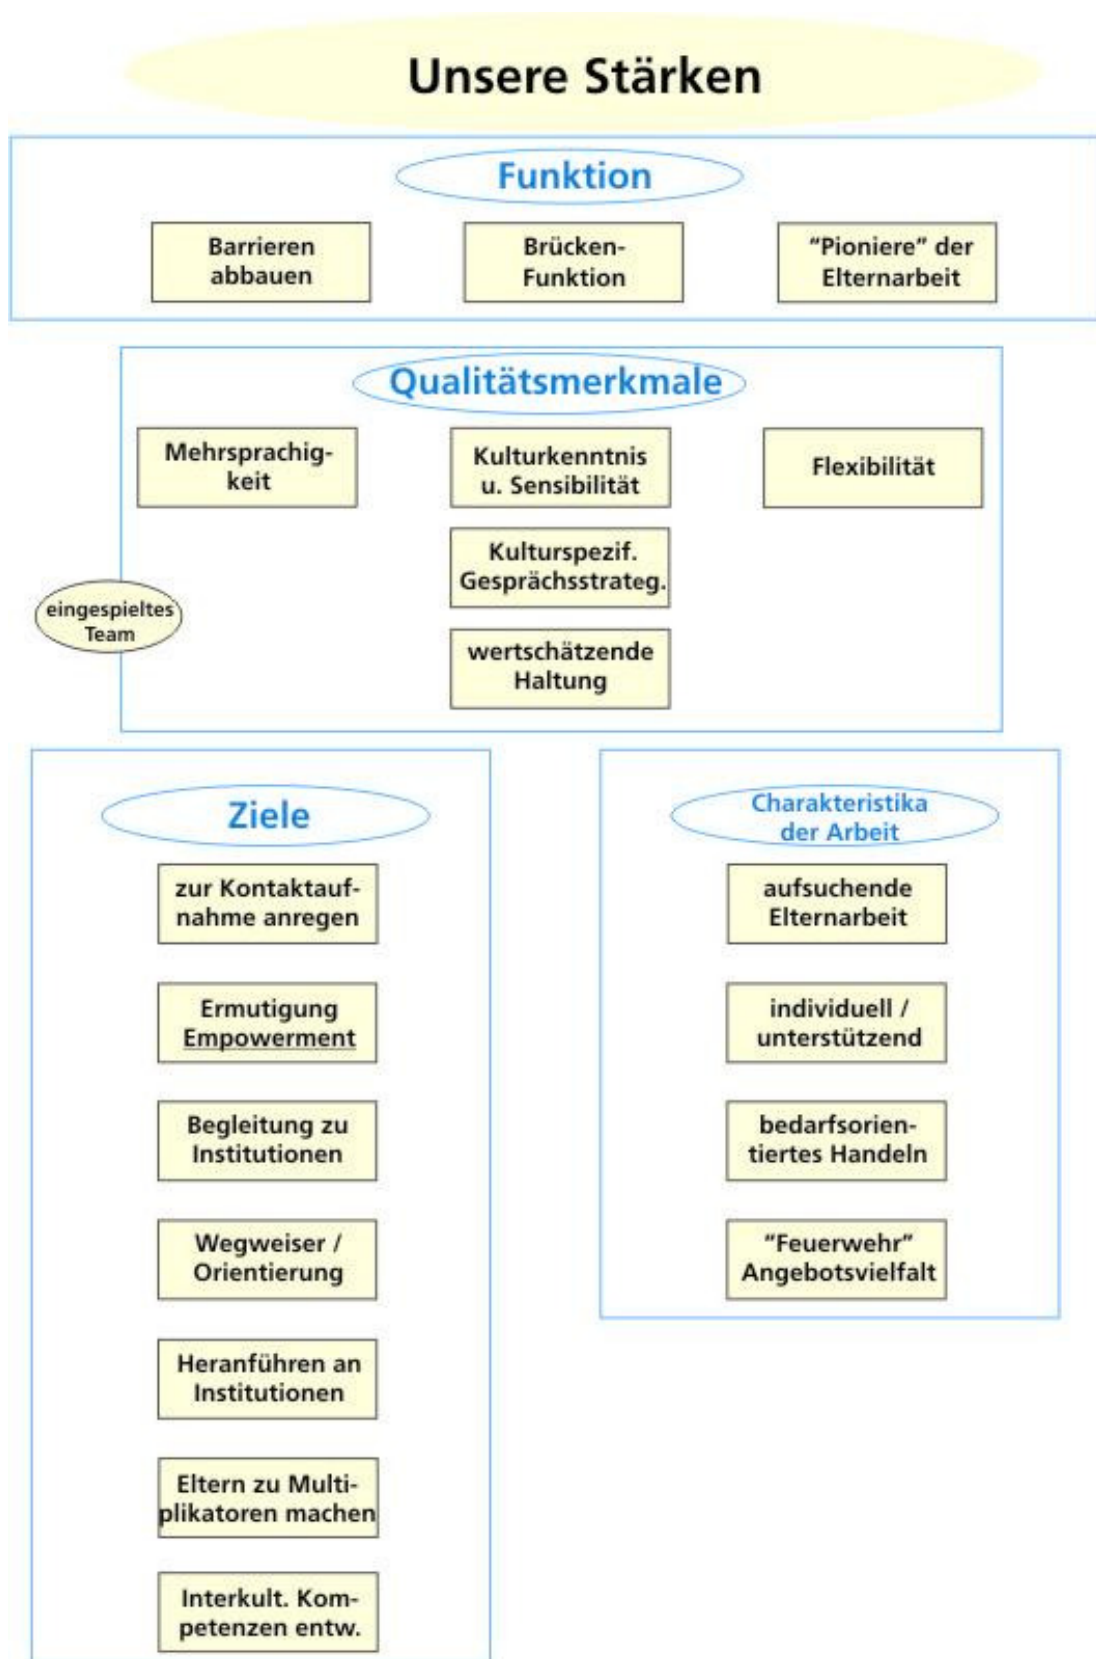 Unsere Stärken
Funktion
Barrieren
abbauen
Brücken-
Funktion
“Pioniere” der
Elternarbeit
Qualitätsmerkmale
Mehrsprachig-
keit
Kulturkenntnis
u. Sensibilität
Flexibilität
Kulturspezif.
Gesprächsstrateg.
eingespieltes
Team
wertschätzende
Haltung
Ziele
zur Kontaktauf-
nahme anregen
Ermutigung
Empowerment
Begleitung zu
Institutionen
Wegweiser /
Orientierung
Heranführen an
Institutionen
Eltern zu Multi-
plikatoren machen
Interkult. Kom-
petenzen entw.
Charakteristika
der Arbeit
aufsuchende
Elternarbeit
individuell /
unterstützend
bedarfsorien-
tiertes Handeln
“Feuerwehr”
Angebotsvielfalt